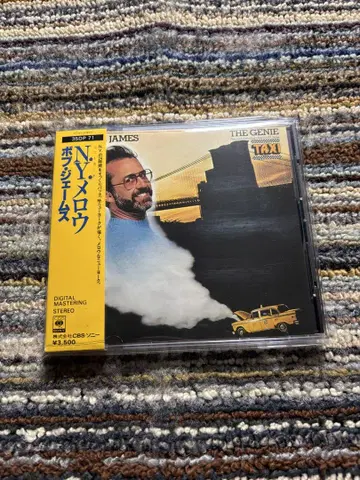 35DP 71
N.Y.メロウ
ボブ・ジェームス
DIGITAL
MASTERING
STEREO
株式会社CBS・ソニー
¥3,500
JAMES
THE GENIE
TAXI